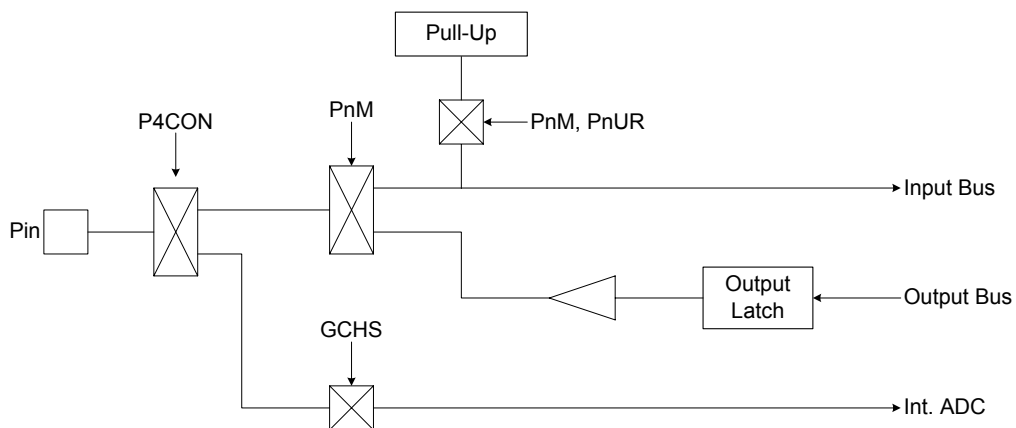 Pull-Up
PnM
P4CON
PnM, PnUR
Input Bus
Pin
Output
Latch
Output Bus
GCHS
Int. ADC